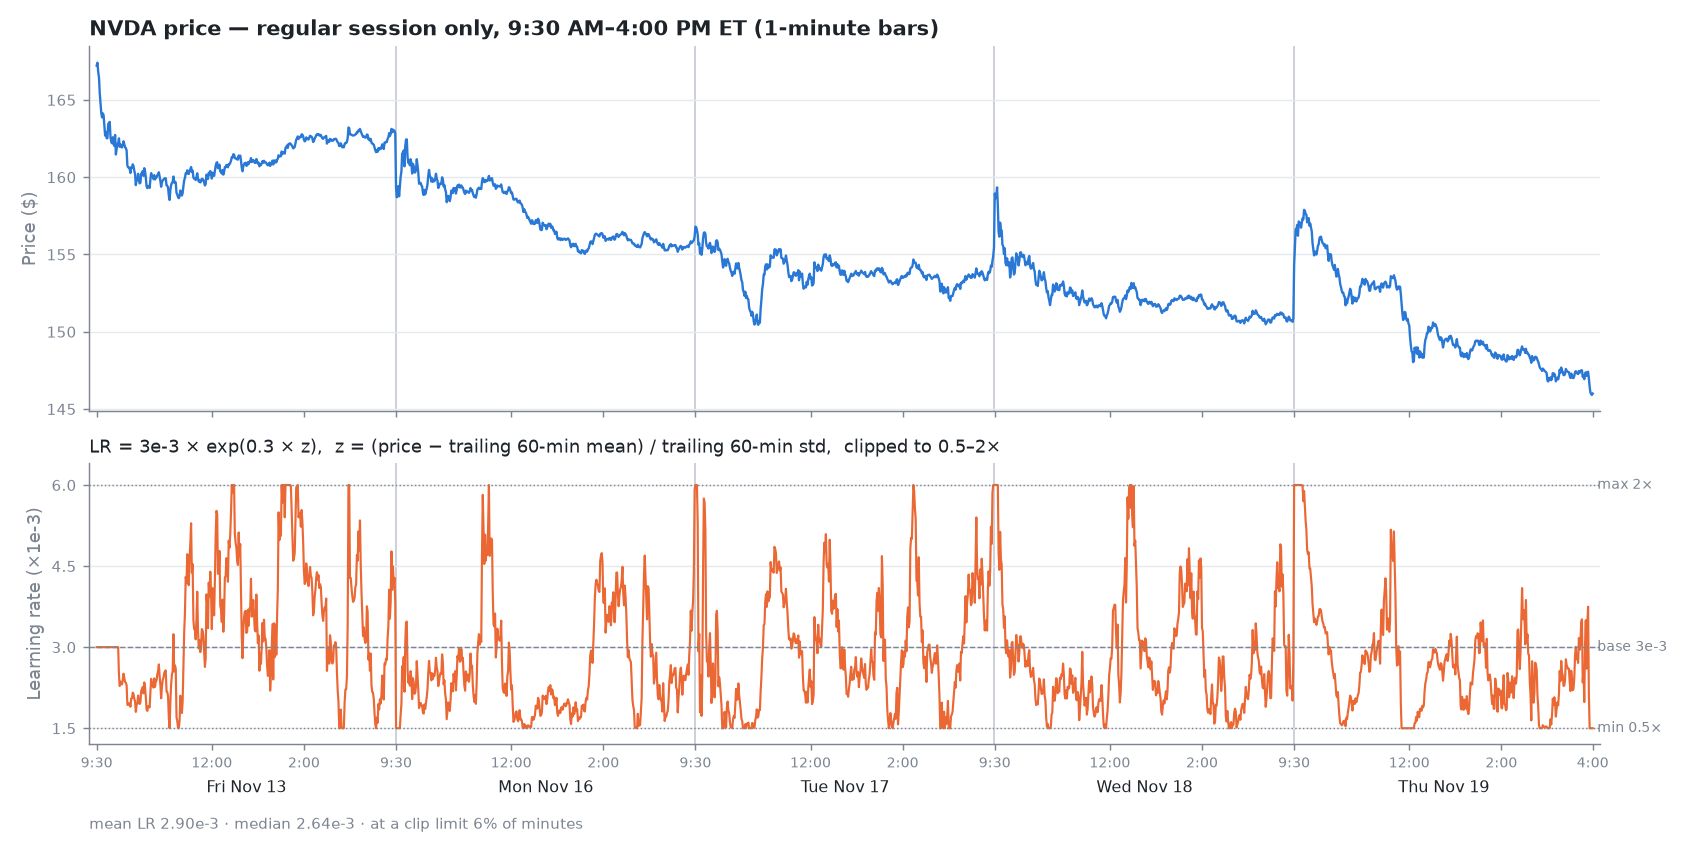 NVDA price — regular session only, 9:30 AM–4:00 PM ET (1-minute bars)
Price ($)
165
160
155
150
145
LR = 3e-3 × exp(0.3 × z),  z = (price − trailing 60-min mean) / trailing 60-min std,  clipped to 0.5–2×
Learning rate (×1e-3)
6.0
4.5
3.0
1.5
max 2×
base 3e-3
min 0.5×
9:30 12:00 2:00 9:30 12:00 2:00 9:30 12:00 2:00 9:30 12:00 2:00 9:30 12:00 2:00 4:00
Fri Nov 13 Mon Nov 16 Tue Nov 17 Wed Nov 18 Thu Nov 19
mean LR 2.90e-3 · median 2.64e-3 · at a clip limit 6% of minutes